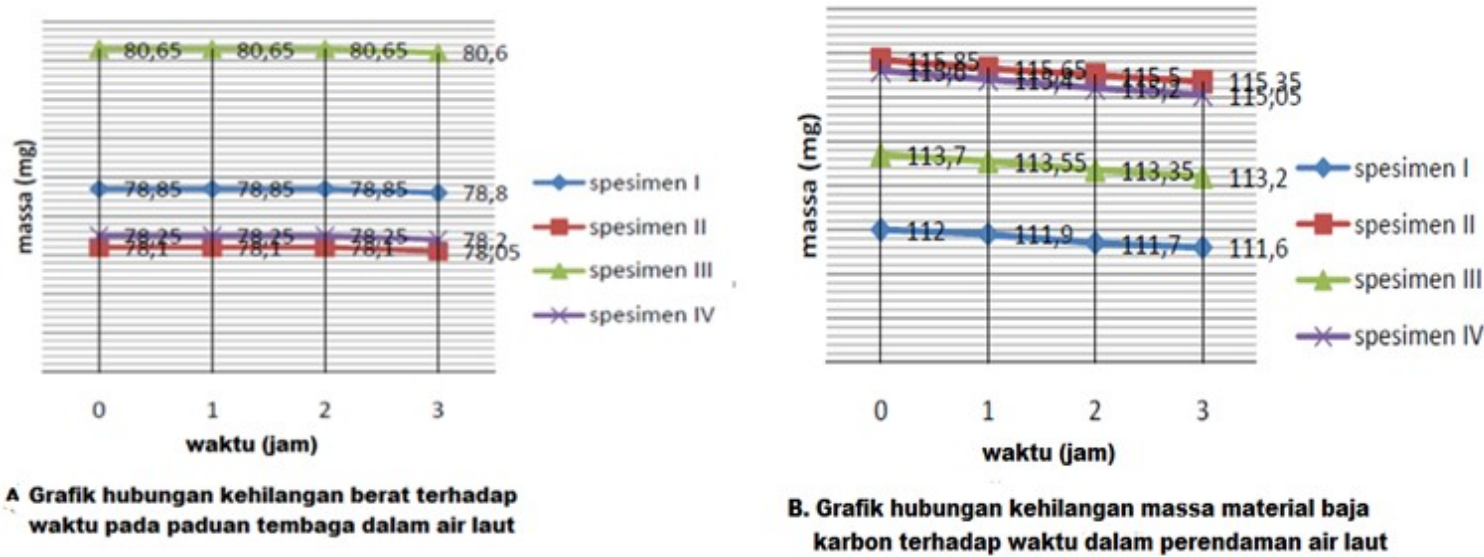 80,65 80,65 80,65 80,6
78,85 78,85 78,85 78,8
78,25 78,25 78,25 78,2
78,1 78,1 78,1 78,05
massa (mg)
0 1 2 3
waktu (jam)
spesimen I
spesimen II
spesimen III
spesimen IV
A Grafik hubungan kehilangan berat terhadap
waktu pada paduan tembaga dalam air laut
115,85 115,65 115,5 115,35
115,6 115,4 115,2 115,05
113,7 113,55 113,35 113,2
112 111,9 111,7 111,6
massa (mg)
0 1 2 3
waktu (jam)
spesimen I
spesimen II
spesimen III
spesimen IV
B. Grafik hubungan kehilangan massa material baja
karbon terhadap waktu dalam perendaman air laut